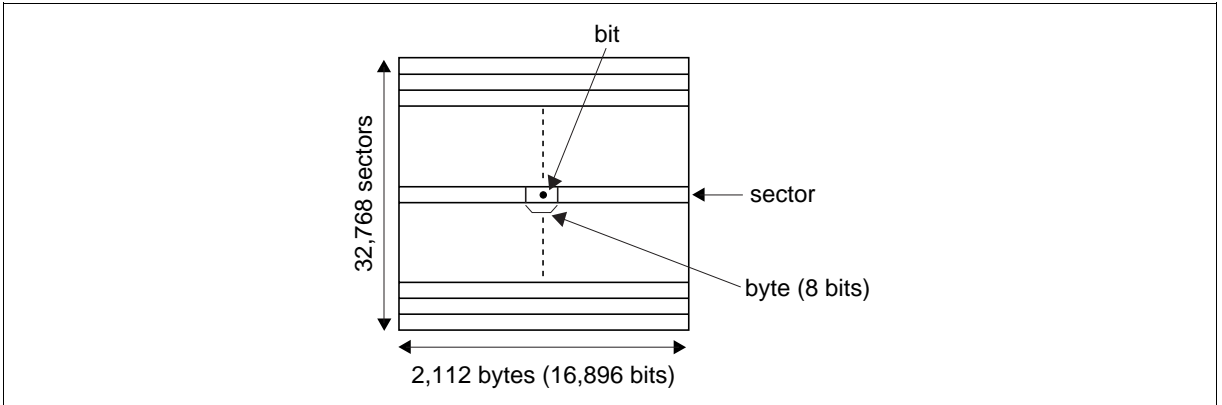 bit
32,768 sectors
sector
byte (8 bits)
2,112 bytes (16,896 bits)